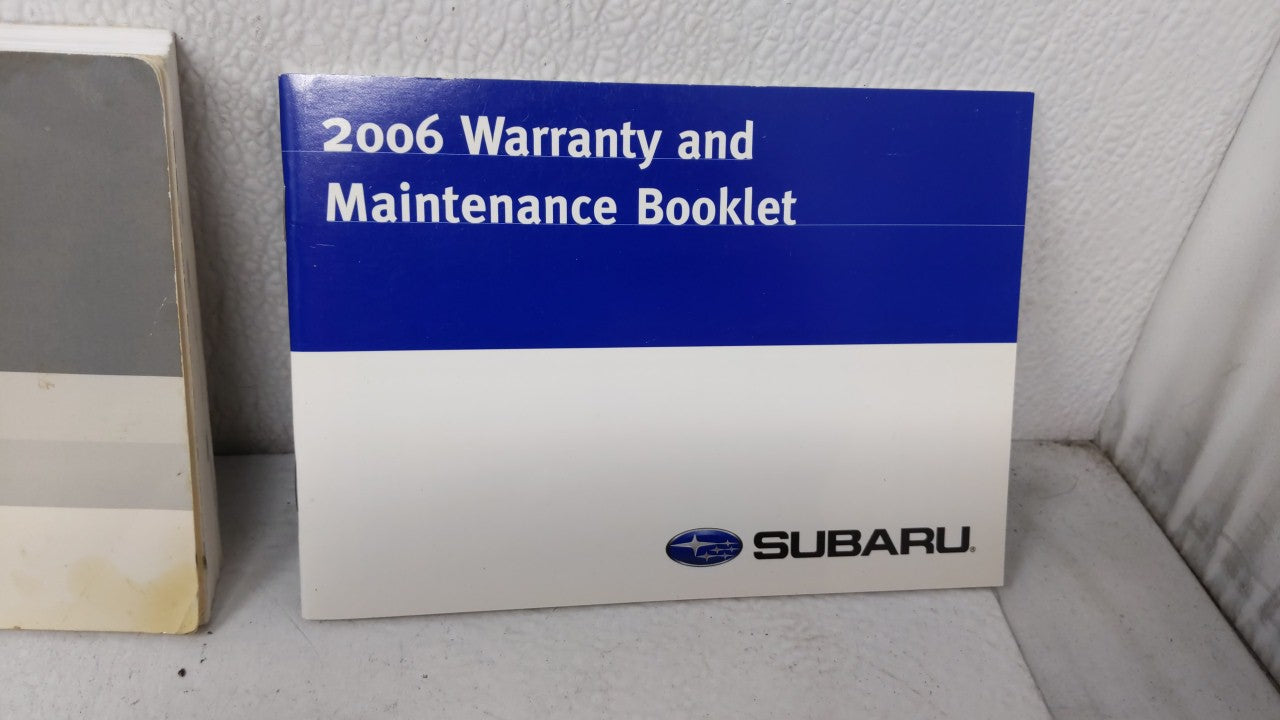 2006 Warranty and
Maintenance Booklet
SUBARU®